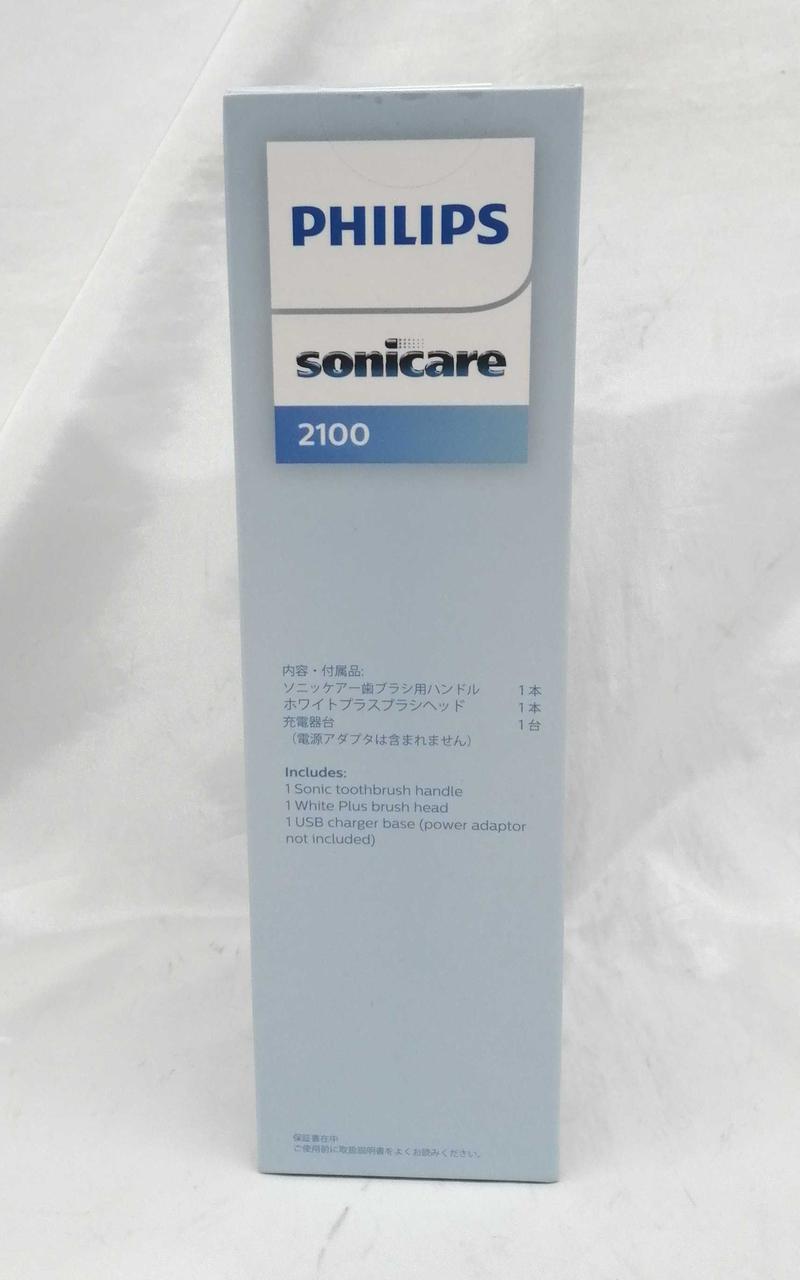 PHILIPS
sonicare
2100
内容・付属品:
ソニッケアー歯ブラシ用ハンドル 1本
ホワイトプラスブラシヘッド 1本
充電器台 1台
（電源アダプタは含まれません）
Includes:
1 Sonic toothbrush handle
1 White Plus brush head
1 USB charger base (power adaptor
not included)
保証書在中
ご使用前に取扱説明書をよくお読みください。